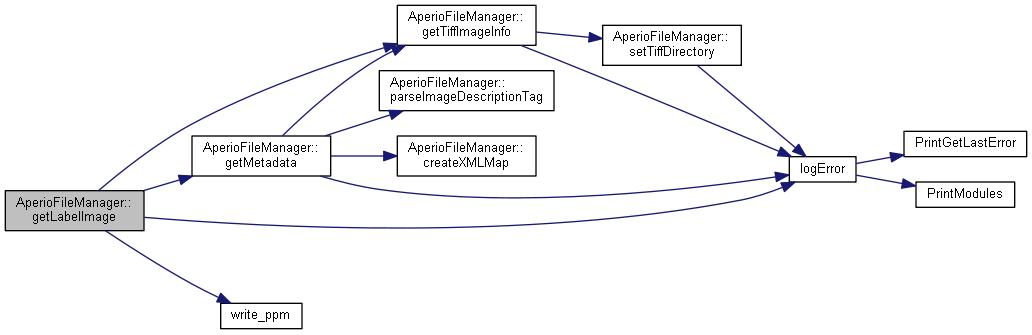 AperioFileManager::
getLabelImage
AperioFileManager::
getMetadata
AperioFileManager::
getTiffImageInfo
AperioFileManager::
setTiffDirectory
AperioFileManager::
parseImageDescriptionTag
AperioFileManager::
createXMLMap
logError
PrintGetLastError
PrintModules
write_ppm